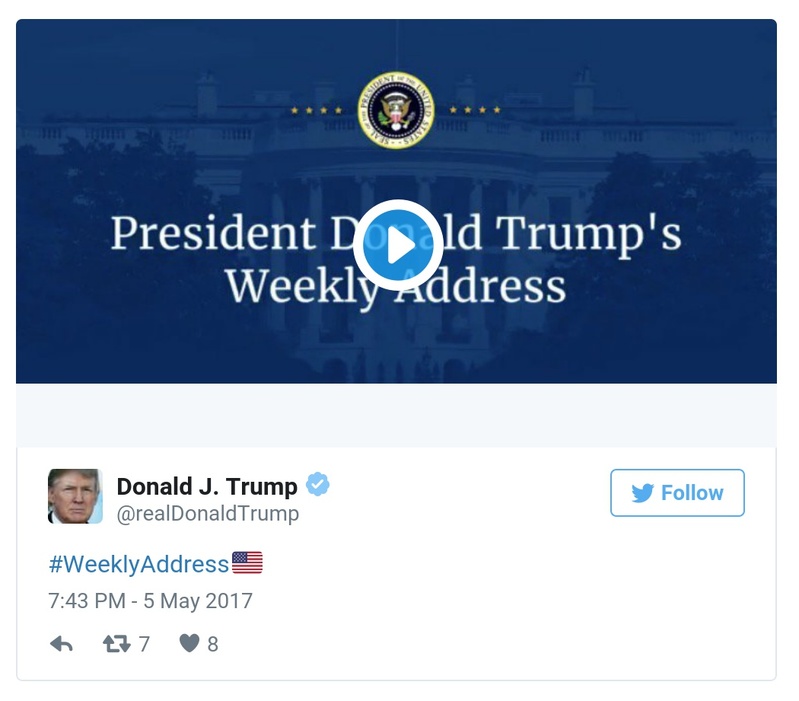 SEAL OF THE PRESIDENT OF THE UNITED STATES
President Donald Trump's
Weekly Address
Donald J. Trump
@realDonaldTrump
Follow
#WeeklyAddress🇺🇸
7:43 PM - 5 May 2017
7
8